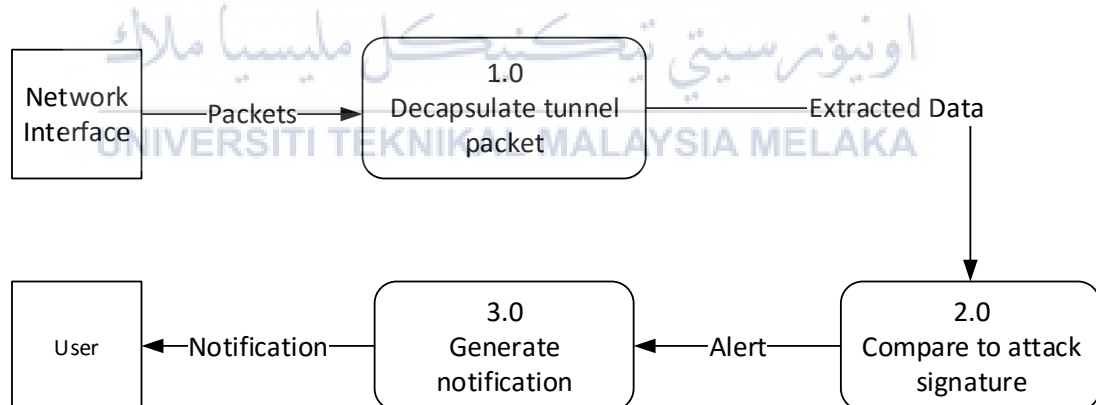 اونيۏرسيتي تيكنيكل مليسيا ملاك
UNIVERSITI TEKNIKAL MALAYSIA MELAKA
Network
Interface
Packets
1.0
Decapsulate tunnel
packet
Extracted Data
2.0
Compare to attack
signature
Alert
3.0
Generate
notification
Notification
User